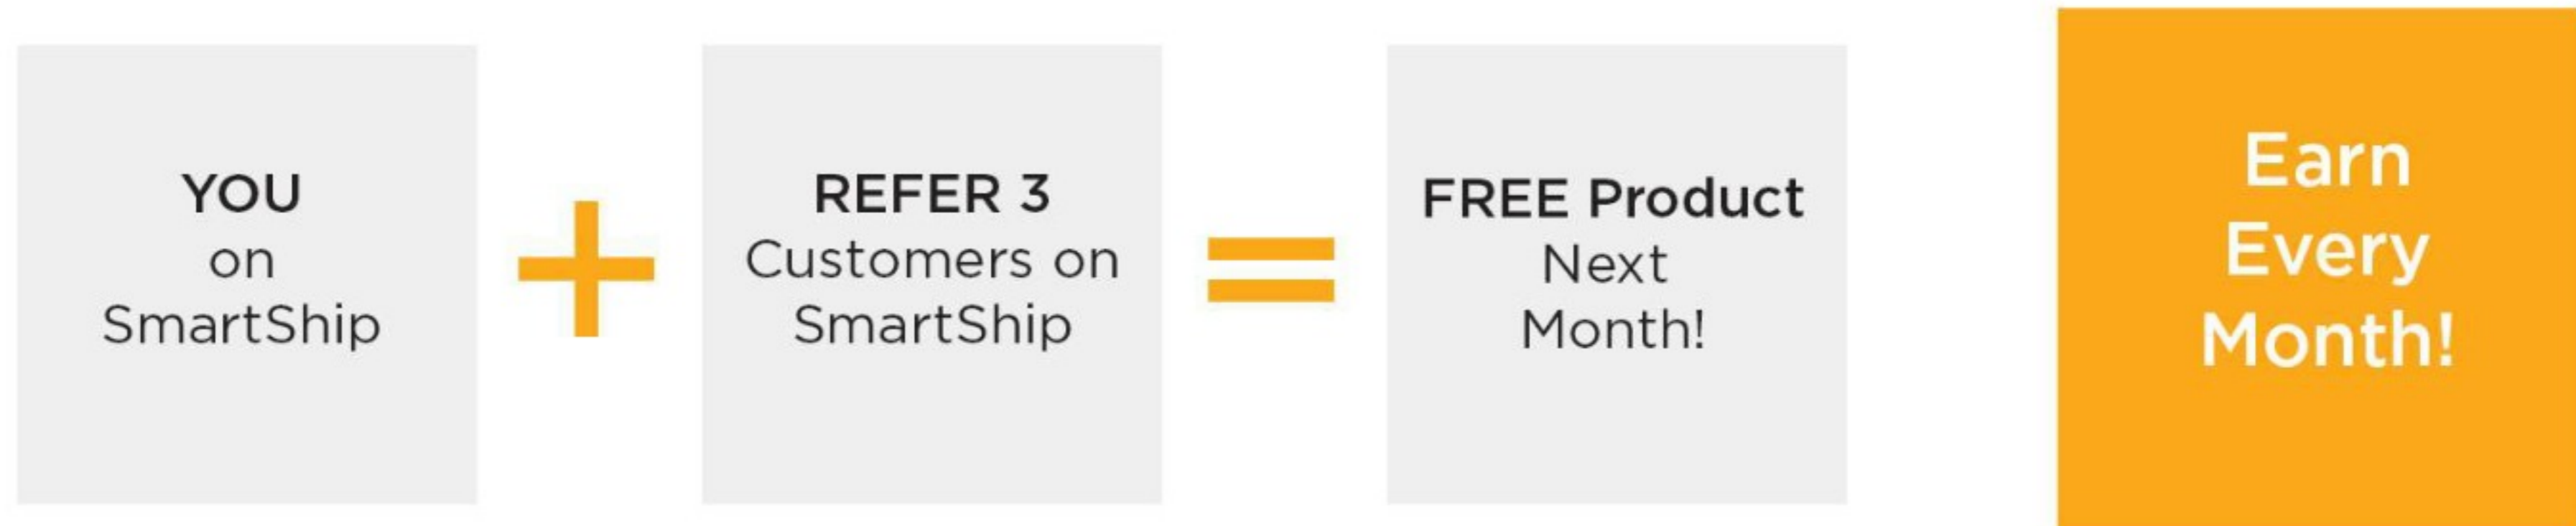 YOU
on
SmartShip
+
REFER 3
Customers on
SmartShip
=
FREE Product
Next
Month!
Earn
Every
Month!